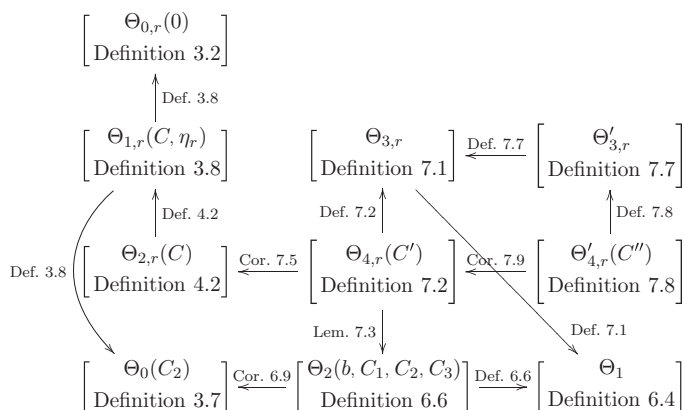 Θ₀,ᵣ(0)
Definition 3.2
Def. 3.8
Θ₁,ᵣ(C, ηᵣ)
Definition 3.8
Θ₃,ᵣ
Definition 7.1
Def. 7.7
Θ′₃,ᵣ
Definition 7.7
Def. 4.2
Def. 7.2
Def. 7.8
Def. 3.8
Θ₂,ᵣ(C)
Definition 4.2
Cor. 7.5
Θ₄,ᵣ(C′)
Definition 7.2
Cor. 7.9
Θ′₄,ᵣ(C″)
Definition 7.8
Lem. 7.3
Def. 7.1
Θ₀(C₂)
Definition 3.7
Cor. 6.9
Θ₂(b, C₁, C₂, C₃)
Definition 6.6
Def. 6.6
Θ₁
Definition 6.4